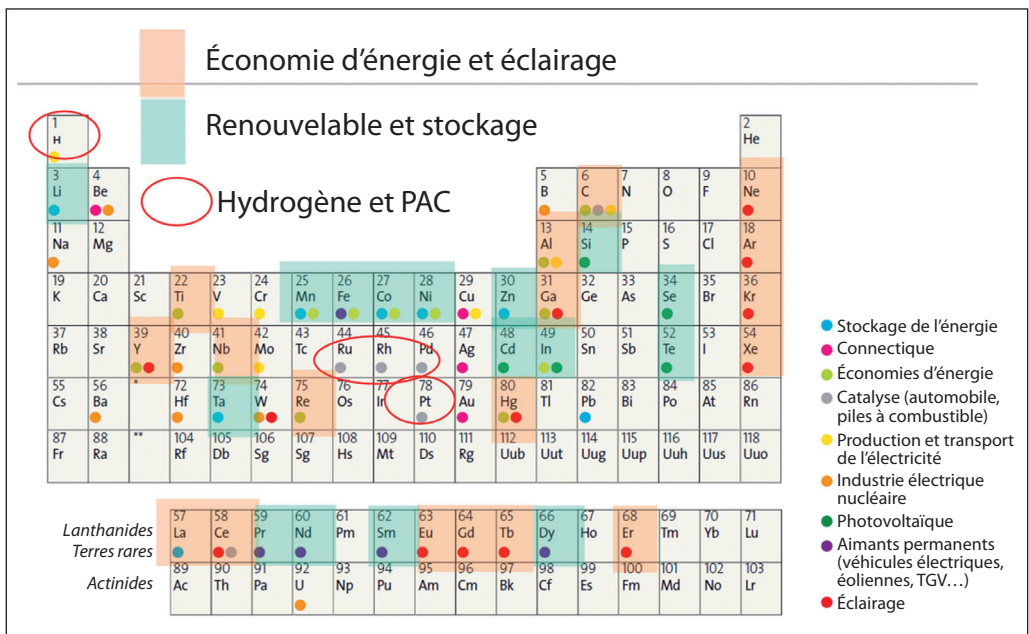 Économie d'énergie et éclairage
Renouvelable et stockage
Hydrogène et PAC
1 2
H He
3 4 5 6 7 8 9 10
Li Be B C N O F Ne
11 12 13 14 15 16 17 18
Na Mg Al Si P S Cl Ar
19 20 21 22 23 24 25 26 27 28 29 30 31 32 33 34 35 36
K Ca Sc Ti V Cr Mn Fe Co Ni Cu Zn Ga Ge As Se Br Kr
37 38 39 40 41 42 43 44 45 46 47 48 49 50 51 52 53 54
Rb Sr Y Zr Nb Mo Tc Ru Rh Pd Ag Cd In Sn Sb Te I Xe
55 56 * 72 73 74 75 76 77 78 79 80 81 82 83 84 85 86
Cs Ba Hf Ta W Re Os Ir Pt Au Hg Tl Pb Bi Po At Rn
87 88 ** 104 105 106 107 108 109 110 111 112 113 114 115 116 117 118
Fr Ra Rf Db Sg Sg Hs Mt Ds Rg Uub Uut Uug Uup Uuh Uus Uuo
57 58 59 60 61 62 63 64 65 66 67 68 69 70 71
Lanthanides La Ce Pr Nd Pm Sm Eu Gd Tb Dy Ho Er Tm Yb Lu
Terres rares
89 90 91 92 93 94 95 96 97 98 99 100 101 102 103
Actinides Ac Th Pa U Np Pu Am Cm Bk Cf Es Fm Md No Lr
Stockage de l'énergie
Connectique
Économies d'énergie
Catalyse (automobile,
piles à combustible)
Production et transport
de l'électricité
Industrie électrique
nucléaire
Photovoltaïque
Aimants permanents
(véhicules électriques,
éoliennes, TGV…)
Éclairage